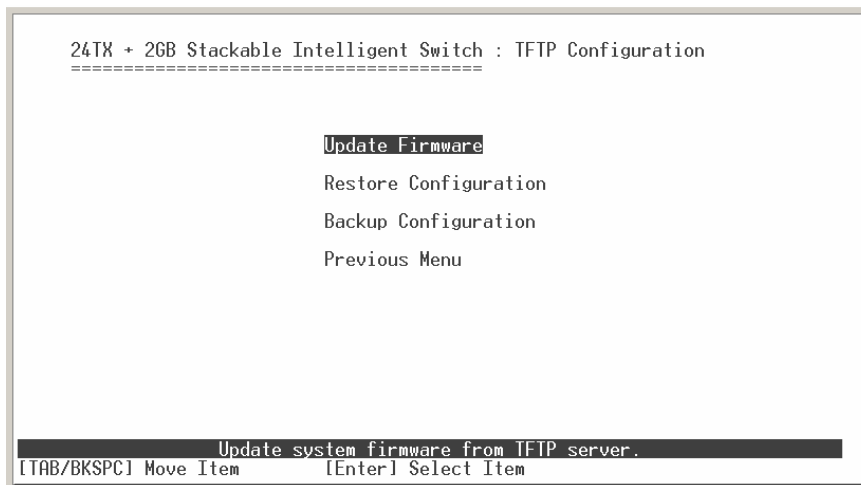 24TX + 2GB Stackable Intelligent Switch : TFTP Configuration
=======================================
Update Firmware
Restore Configuration
Backup Configuration
Previous Menu
Update system firmware from TFTP server.
[TAB/BKSPC] Move Item [Enter] Select Item